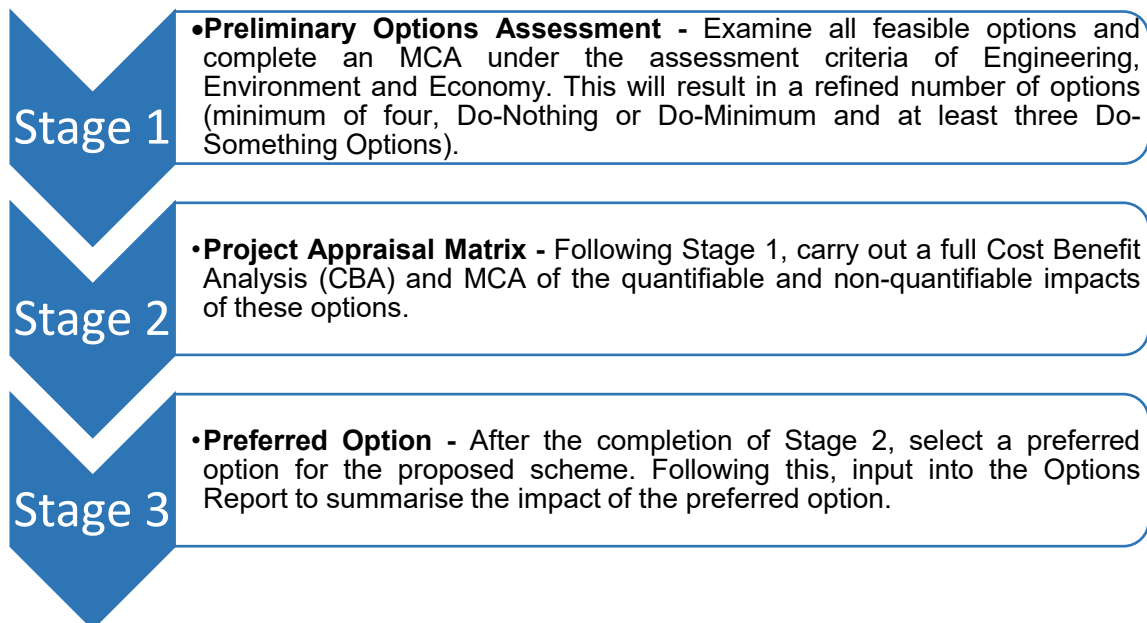 Stage 1
•Preliminary Options Assessment - Examine all feasible options and
complete an MCA under the assessment criteria of Engineering,
Environment and Economy. This will result in a refined number of options
(minimum of four, Do-Nothing or Do-Minimum and at least three Do-
Something Options).
Stage 2
•Project Appraisal Matrix - Following Stage 1, carry out a full Cost Benefit
Analysis (CBA) and MCA of the quantifiable and non-quantifiable impacts
of these options.
Stage 3
•Preferred Option - After the completion of Stage 2, select a preferred
option for the proposed scheme. Following this, input into the Options
Report to summarise the impact of the preferred option.